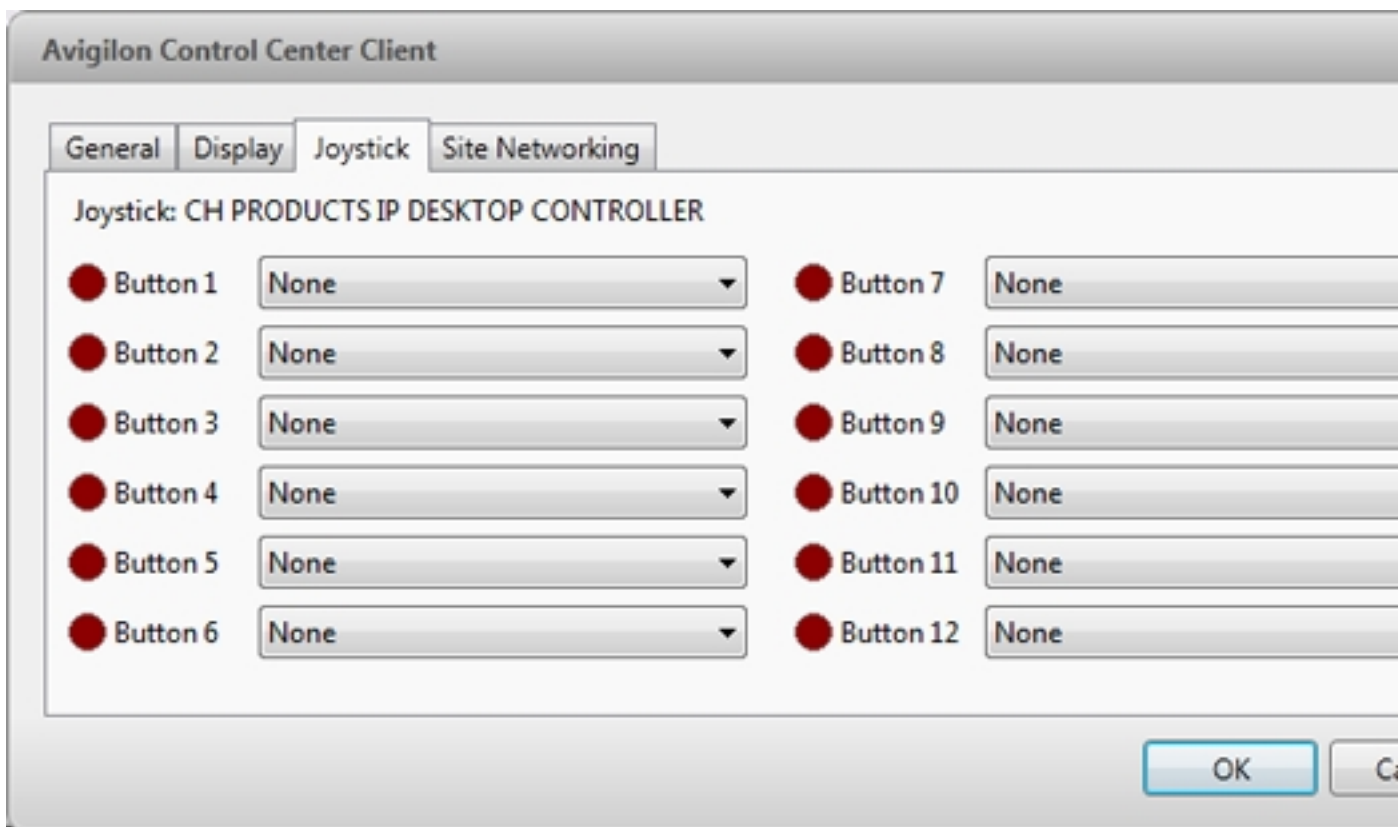 Avigilon Control Center Client
General Display Joystick Site Networking
Joystick: CH PRODUCTS IP DESKTOP CONTROLLER
Button 1 None Button 7 None
Button 2 None Button 8 None
Button 3 None Button 9 None
Button 4 None Button 10 None
Button 5 None Button 11 None
Button 6 None Button 12 None
OK